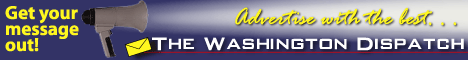 Get your
message
out!
Advertise with the best. . .
THE WASHINGTON DISPATCH